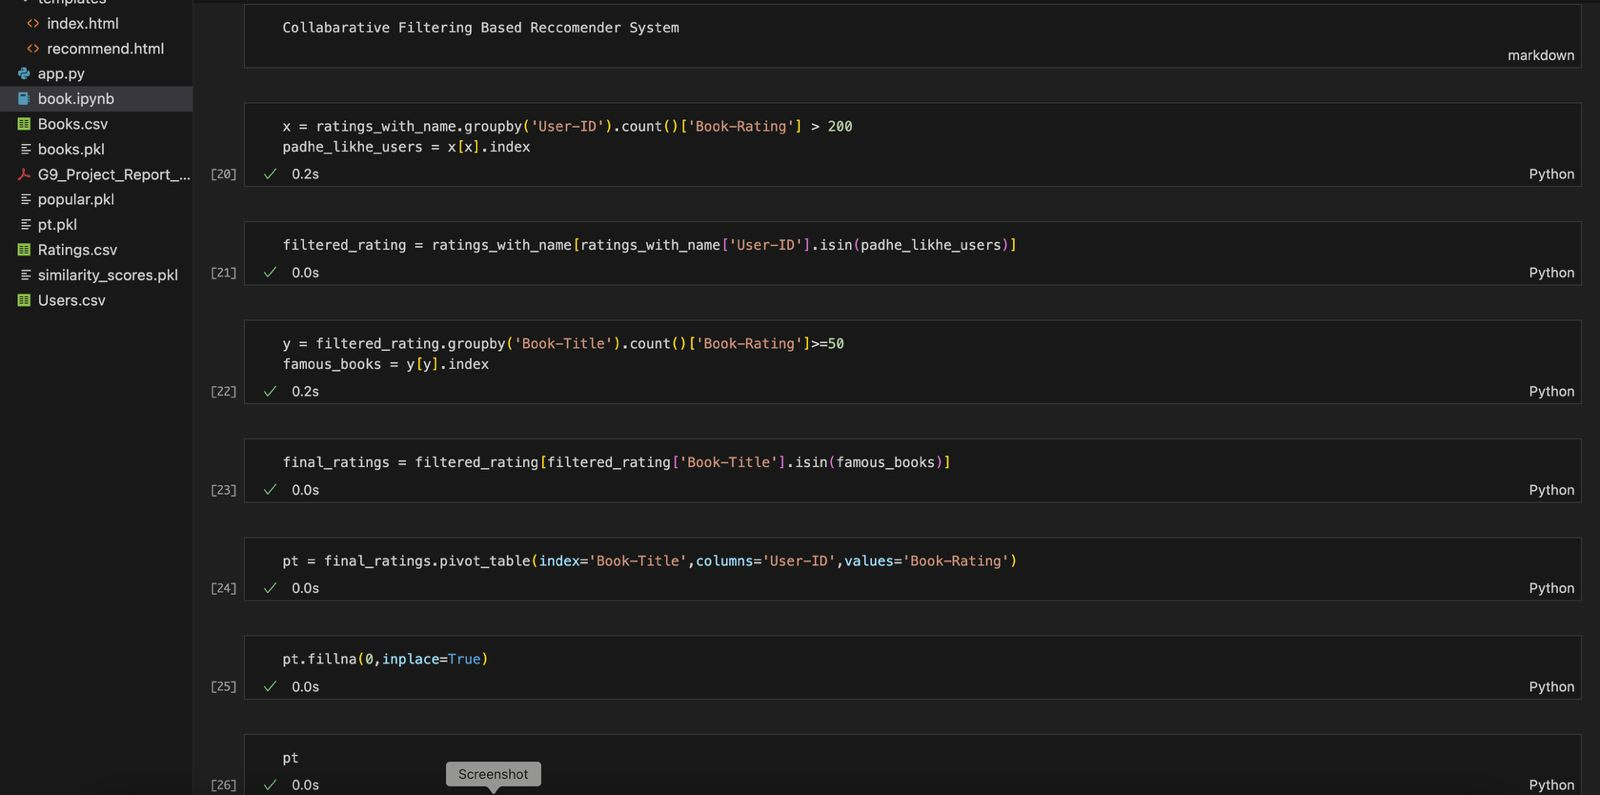 templates
index.html
recommend.html
app.py
book.ipynb
Books.csv
books.pkl
G9_Project_Report_...
popular.pkl
pt.pkl
Ratings.csv
similarity_scores.pkl
Users.csv
Collabarative Filtering Based Reccomender System
markdown
x = ratings_with_name.groupby('User-ID').count()['Book-Rating'] > 200
padhe_likhe_users = x[x].index
[20] ✓ 0.2s Python
filtered_rating = ratings_with_name[ratings_with_name['User-ID'].isin(padhe_likhe_users)]
[21] ✓ 0.0s Python
y = filtered_rating.groupby('Book-Title').count()['Book-Rating']>=50
famous_books = y[y].index
[22] ✓ 0.2s Python
final_ratings = filtered_rating[filtered_rating['Book-Title'].isin(famous_books)]
[23] ✓ 0.0s Python
pt = final_ratings.pivot_table(index='Book-Title',columns='User-ID',values='Book-Rating')
[24] ✓ 0.0s Python
pt.fillna(0,inplace=True)
[25] ✓ 0.0s Python
pt
Screenshot
[26] ✓ 0.0s Python